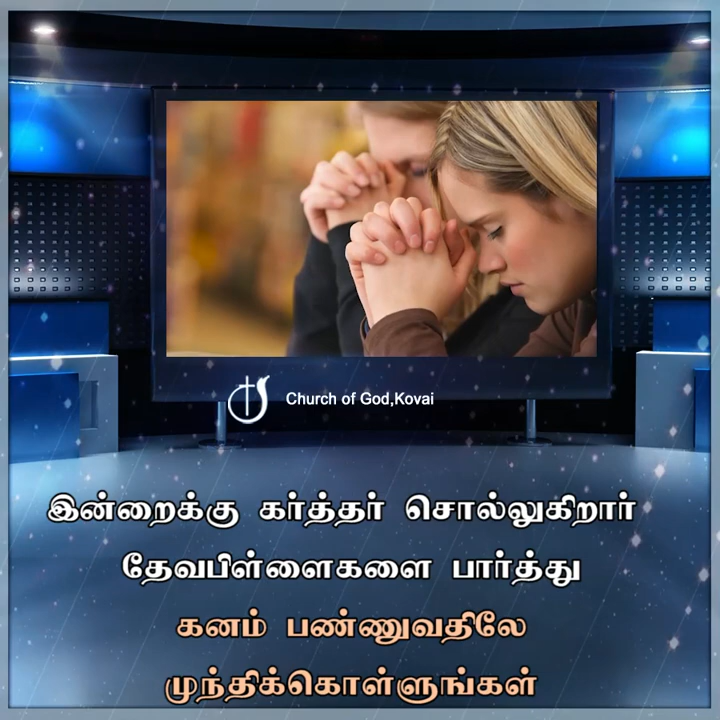 Church of God,Kovai
இன்றைக்கு கர்த்தர் சொல்லுகிறார்
தேவபிள்ளைகளை பார்த்து
கனம் பண்ணுவதிலே
முந்திக்கொள்ளுங்கள்